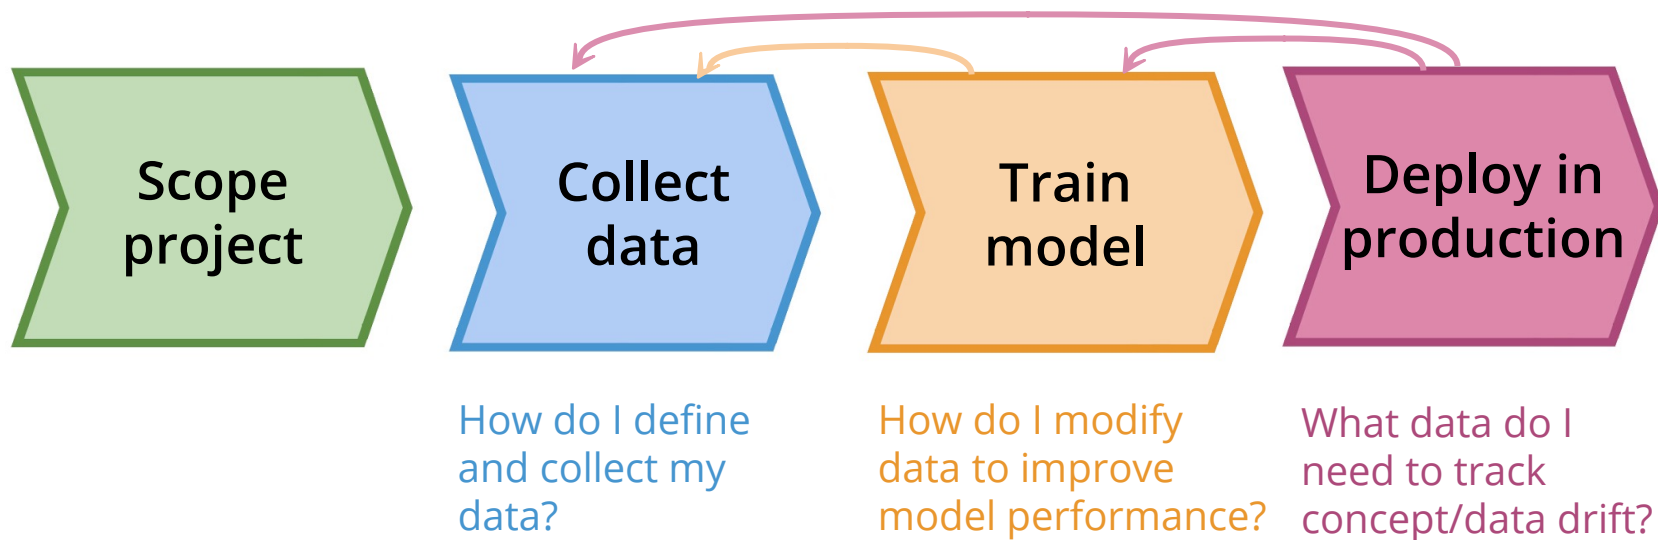 Scope
project
Collect
data
Train
model
Deploy in
production
How do I define
and collect my
data?
How do I modify
data to improve
model performance?
What data do I
need to track
concept/data drift?